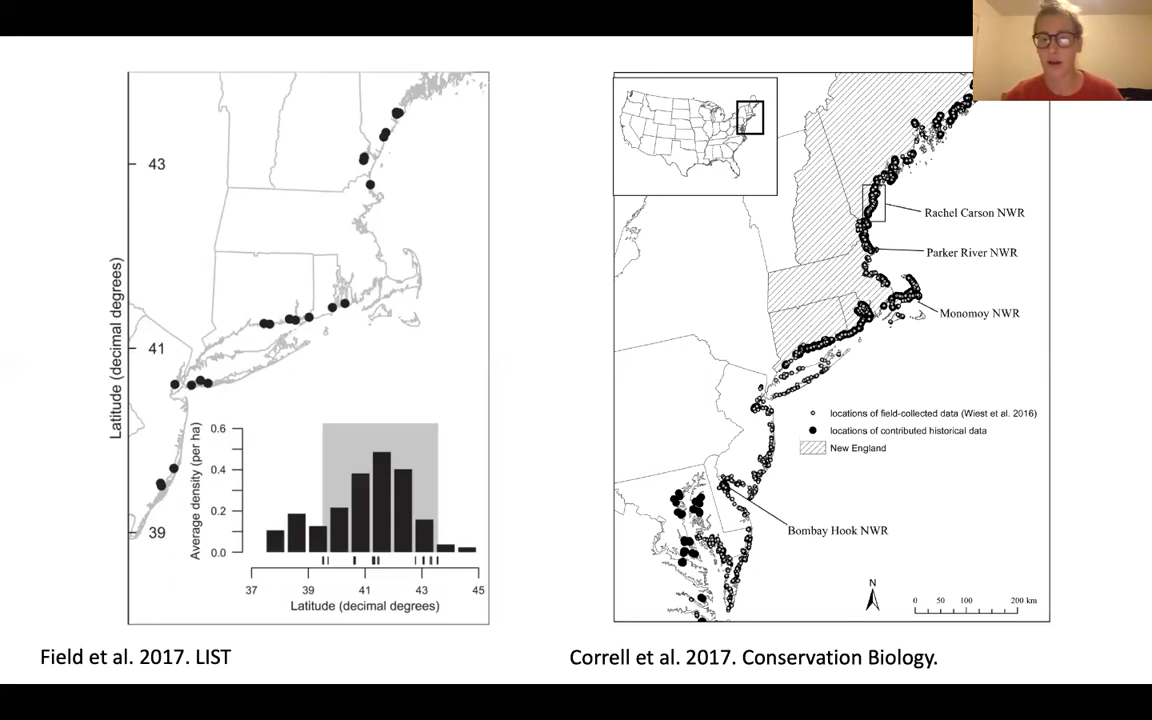 43
41
39
Latitude (decimal degrees)
0.6
0.4
0.2
0.0
Average density (per ha)
37 39 41 43 45
Latitude (decimal degrees)
Field et al. 2017. LIST
Rachel Carson NWR
Parker River NWR
Monomoy NWR
locations of field-collected data (Wiest et al. 2016)
locations of contributed historical data
New England
Bombay Hook NWR
N
0 50 100 200 km
Correll et al. 2017. Conservation Biology.